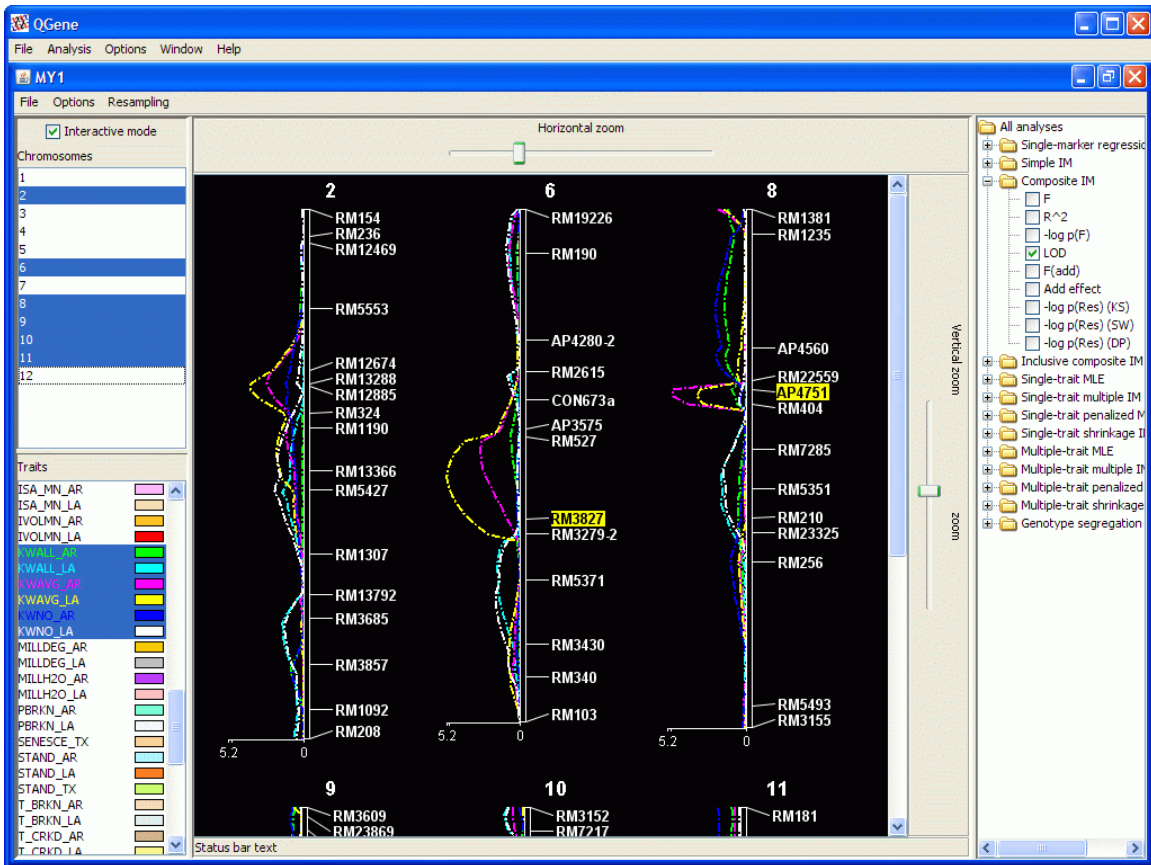 QGene
File Analysis Options Window Help
MY1
File Options Resampling
Interactive mode
Chromosomes
1
2
3
4
5
6
7
8
9
10
11
12
Traits
ISA_MN_AR
ISA_MN_LA
IVOLMN_AR
IVOLMN_LA
KWALL_AR
KWALL_LA
KWAVG_AR
KWAVG_LA
KWNO_AR
KWNO_LA
MILLDEG_AR
MILLDEG_LA
MILLH2O_AR
MILLH2O_LA
PBRKN_AR
PBRKN_LA
SENESCE_TX
STAND_AR
STAND_LA
STAND_TX
T_BRKN_AR
T_BRKN_LA
T_CRKD_AR
T_CRKD_LA
Horizontal zoom
2
RM154
RM236
RM12469
RM5553
RM12674
RM13288
RM12885
RM324
RM1190
RM13366
RM5427
RM1307
RM13792
RM3685
RM3857
RM1092
RM208
5.2 0
6
RM19226
RM190
AP4280-2
RM2615
CON673a
AP3575
RM527
RM3827
RM3279-2
RM5371
RM3430
RM340
RM103
5.2 0
8
RM1381
RM1235
AP4560
RM22559
AP4751
RM404
RM7285
RM5351
RM210
RM23325
RM256
RM5493
RM3155
5.2 0
9
RM3609
RM23869
10
RM3152
RM7217
11
RM181
Status bar text
Vertical zoom
zoom
All analyses
Single-marker regressic
Simple IM
Composite IM
F
R^2
-log p(F)
LOD
F(add)
Add effect
-log p(Res) (KS)
-log p(Res) (SW)
-log p(Res) (DP)
Inclusive composite IM
Single-trait MLE
Single-trait multiple IM
Single-trait penalized M
Single-trait shrinkage I
Multiple-trait MLE
Multiple-trait multiple I
Multiple-trait penalized
Multiple-trait shrinkage
Genotype segregation